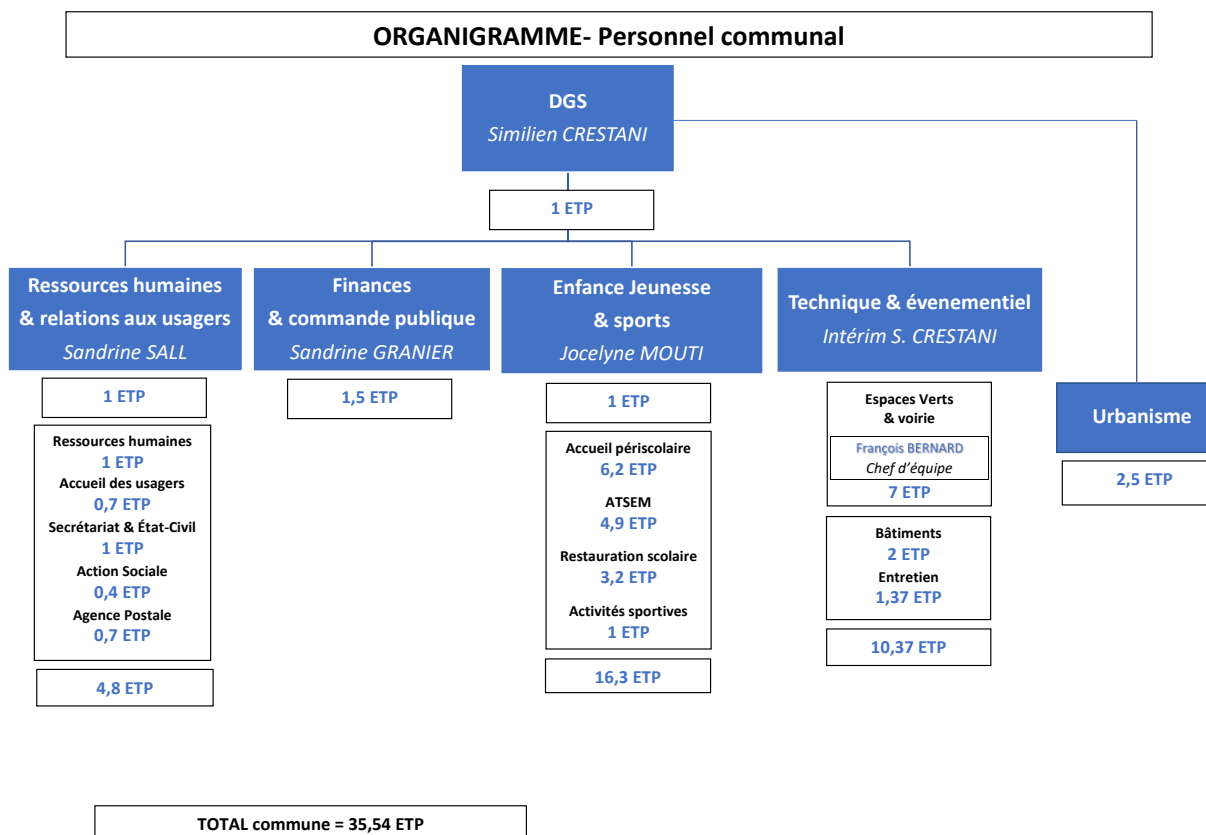 ORGANIGRAMME- Personnel communal
DGS
Similien CRESTANI
1 ETP
Ressources humaines
& relations aux usagers
Sandrine SALL
1 ETP
Ressources humaines
1 ETP
Accueil des usagers
0,7 ETP
Secrétariat & État-Civil
1 ETP
Action Sociale
0,4 ETP
Agence Postale
0,7 ETP
4,8 ETP
Finances
& commande publique
Sandrine GRANIER
1,5 ETP
Enfance Jeunesse
& sports
Jocelyne MOUTI
1 ETP
Accueil périscolaire
6,2 ETP
ATSEM
4,9 ETP
Restauration scolaire
3,2 ETP
Activités sportives
1 ETP
16,3 ETP
Technique & évenementiel
Intérim S. CRESTANI
Espaces Verts
& voirie
François BERNARD
Chef d'équipe
7 ETP
Bâtiments
2 ETP
Entretien
1,37 ETP
10,37 ETP
Urbanisme
2,5 ETP
TOTAL commune = 35,54 ETP